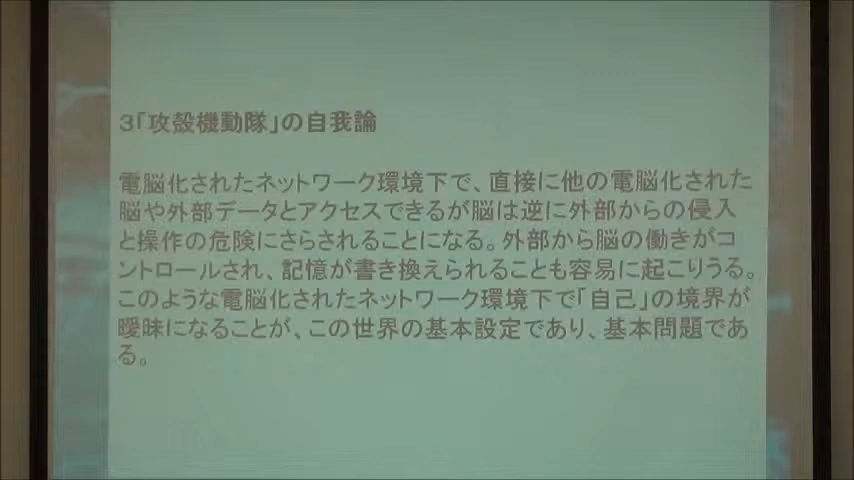 ３「攻殻機動隊」の自我論
電脳化されたネットワーク環境下で、直接に他の電脳化された
脳や外部データとアクセスできるが脳は逆に外部からの侵入
と操作の危険にさらされることになる。外部から脳の働きがコ
ントロールされ、記憶が書き換えられることも容易に起こりうる。
このような電脳化されたネットワーク環境下で「自己」の境界が
曖昧になることが、この世界の基本設定であり、基本問題であ
る。